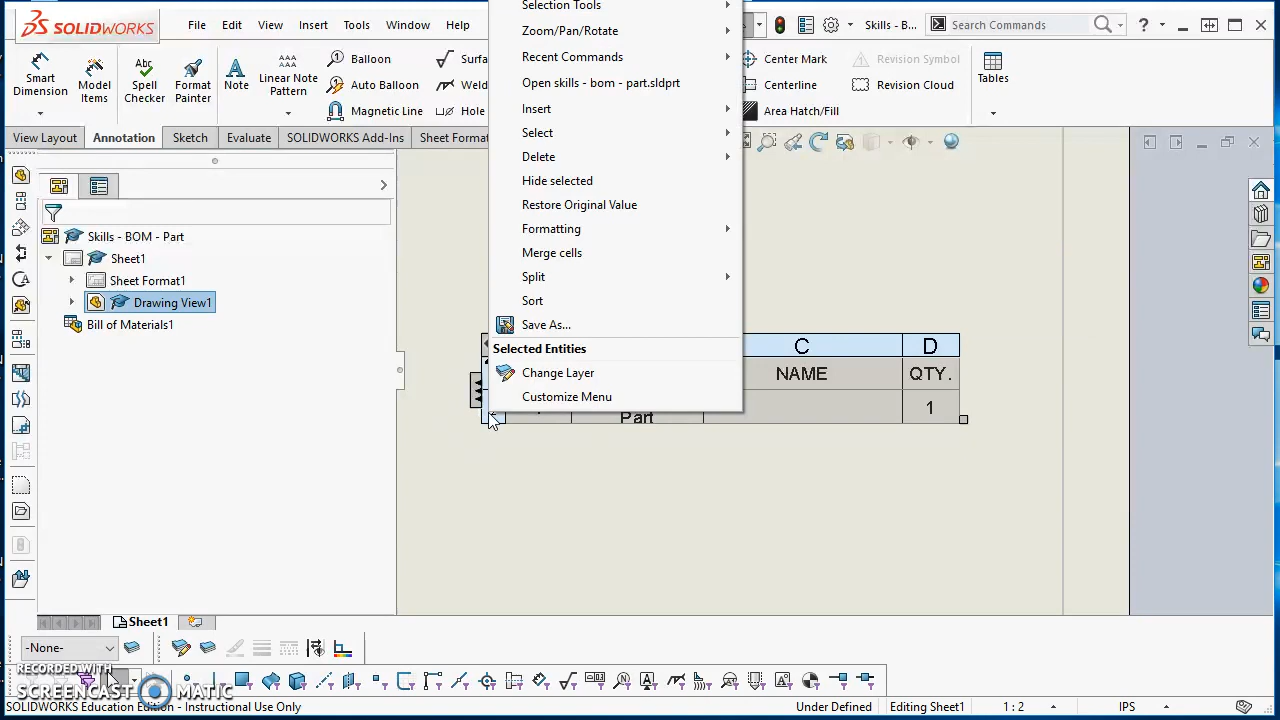 SOLIDWORKS
File Edit View Insert Tools Window Help
Skills - B...
Search Commands
Smart Dimension
Model Items
Spell Checker
Format Painter
Note
Linear Note Pattern
Balloon
Auto Balloon
Magnetic Line
Surfa
Weld
Hole
Center Mark
Centerline
Area Hatch/Fill
Revision Symbol
Revision Cloud
Tables
View Layout
Annotation
Sketch
Evaluate
SOLIDWORKS Add-Ins
Sheet Format
Skills - BOM - Part
Sheet1
Sheet Format1
Drawing View1
Bill of Materials1
Selection Tools
Zoom/Pan/Rotate
Recent Commands
Open skills - bom - part.sldprt
Insert
Select
Delete
Hide selected
Restore Original Value
Formatting
Merge cells
Split
Sort
Save As...
Selected Entities
Change Layer
Customize Menu
C D
NAME QTY.
Part 1
Sheet1
-None-
RECORDED WITH
SCREENCAST MATIC
SOLIDWORKS Education Edition - Instructional Use Only
Under Defined
Editing Sheet1
1 : 2
IPS